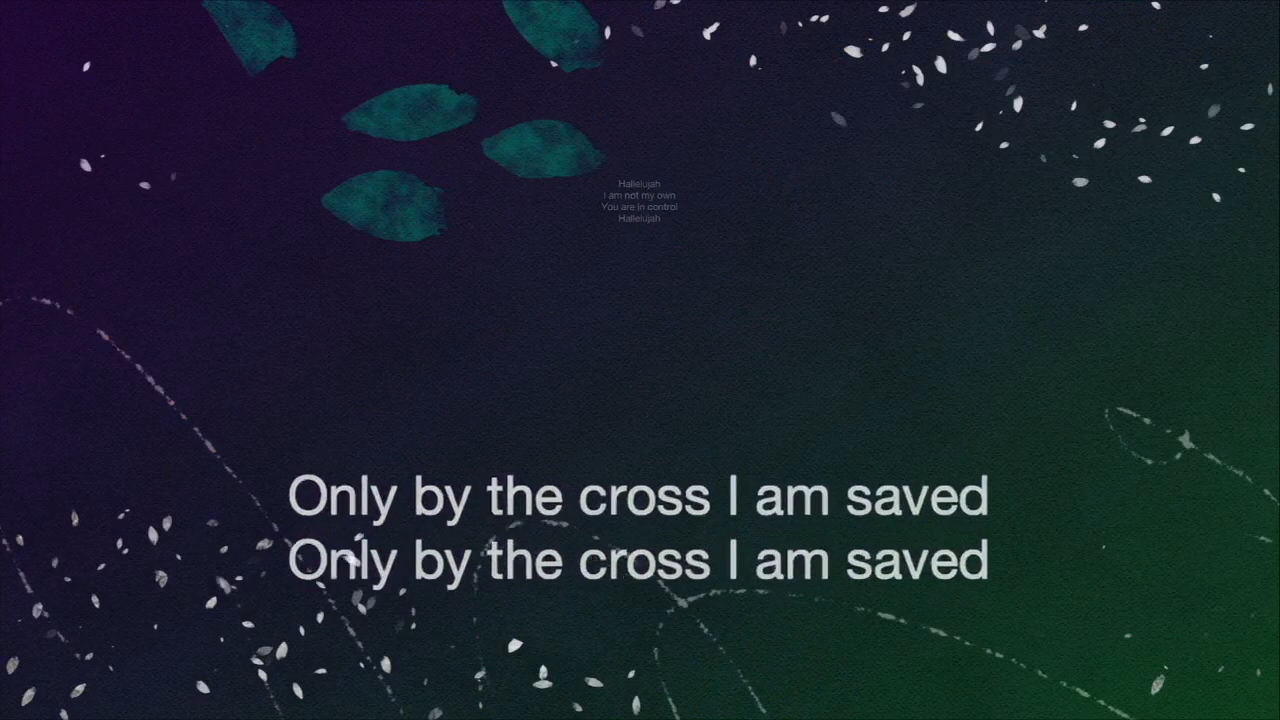 Hallelujah
I am not my own
You are in control
Hallelujah
Only by the cross I am saved
Only by the cross I am saved